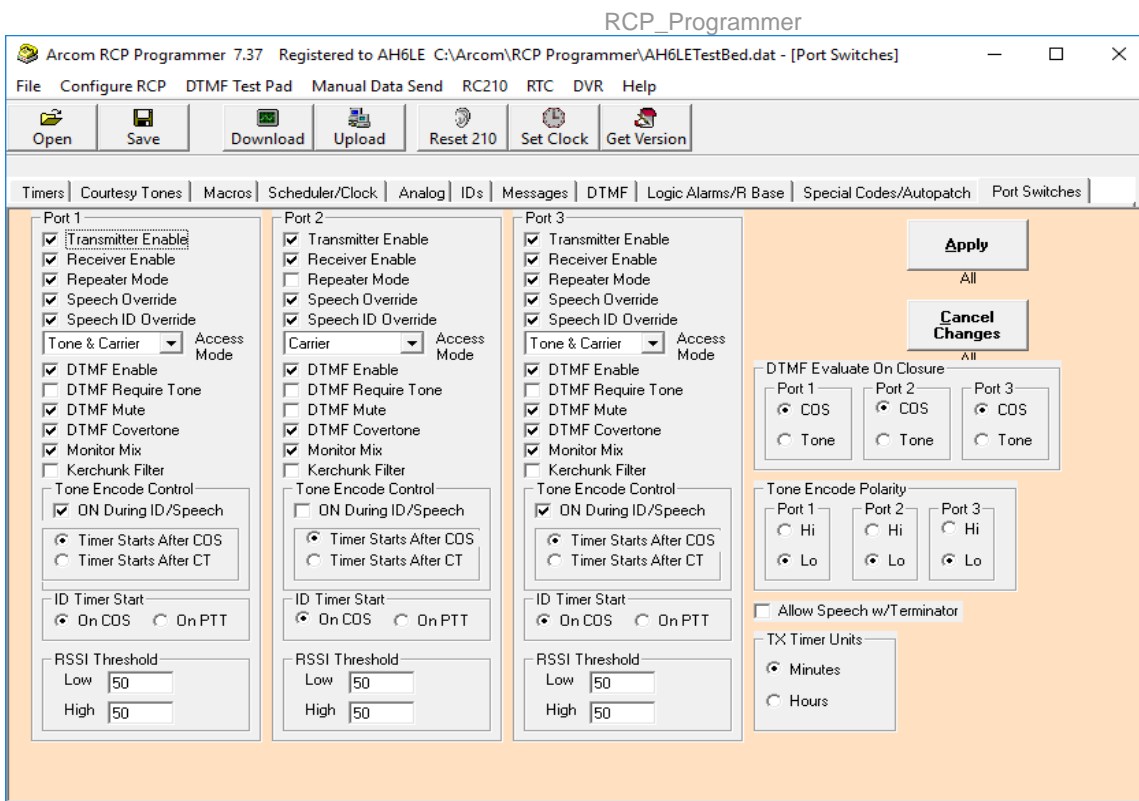 RCP_Programmer
Arcom RCP Programmer 7.37 Registered to AH6LE C:\Arcom\RCP Programmer\AH6LETestBed.dat - [Port Switches]
File Configure RCP DTMF Test Pad Manual Data Send RC210 RTC DVR Help
Open Save Download Upload Reset 210 Set Clock Get Version
Timers Courtesy Tones Macros Scheduler/Clock Analog IDs Messages DTMF Logic Alarms/R Base Special Codes/Autopatch Port Switches
Port 1
Transmitter Enable
Receiver Enable
Repeater Mode
Speech Override
Speech ID Override
Tone & Carrier
Access
Mode
DTMF Enable
DTMF Require Tone
DTMF Mute
DTMF Covertone
Monitor Mix
Kerchunk Filter
Tone Encode Control
ON During ID/Speech
Timer Starts After COS
Timer Starts After CT
ID Timer Start
On COS On PTT
RSSI Threshold
Low 50
High 50
Port 2
Transmitter Enable
Receiver Enable
Repeater Mode
Speech Override
Speech ID Override
Carrier
Access
Mode
DTMF Enable
DTMF Require Tone
DTMF Mute
DTMF Covertone
Monitor Mix
Kerchunk Filter
Tone Encode Control
ON During ID/Speech
Timer Starts After COS
Timer Starts After CT
ID Timer Start
On COS On PTT
RSSI Threshold
Low 50
High 50
Port 3
Transmitter Enable
Receiver Enable
Repeater Mode
Speech Override
Speech ID Override
Tone & Carrier
Access
Mode
DTMF Enable
DTMF Require Tone
DTMF Mute
DTMF Covertone
Monitor Mix
Kerchunk Filter
Tone Encode Control
ON During ID/Speech
Timer Starts After COS
Timer Starts After CT
ID Timer Start
On COS On PTT
RSSI Threshold
Low 50
High 50
Apply
All
Cancel
Changes
All
DTMF Evaluate On Closure
Port 1 Port 2 Port 3
COS COS COS
Tone Tone Tone
Tone Encode Polarity
Port 1 Port 2 Port 3
Hi Hi Hi
Lo Lo Lo
Allow Speech w/Terminator
TX Timer Units
Minutes
Hours